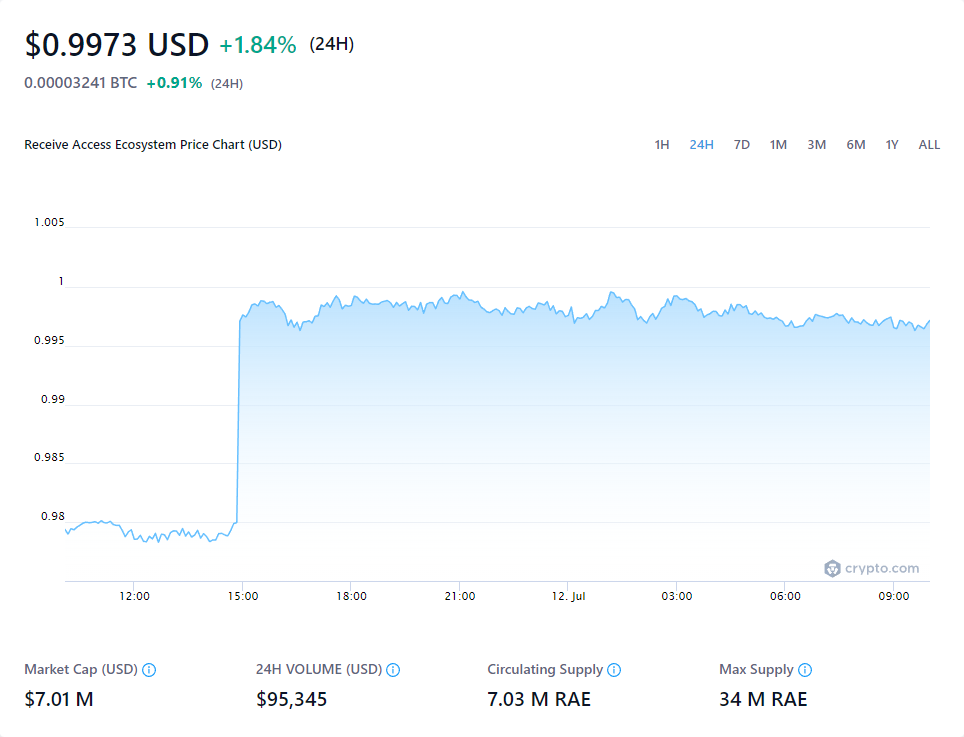 $0.9973 USD +1.84% (24H)
0.00003241 BTC +0.91% (24H)
Receive Access Ecosystem Price Chart (USD) 1H 24H 7D 1M 3M 6M 1Y ALL
1.005
1
0.995
0.99
0.985
0.98
crypto.com
12:00 15:00 18:00 21:00 12. Jul 03:00 06:00 09:00
Market Cap (USD) 24H VOLUME (USD) Circulating Supply Max Supply
$7.01 M $95,345 7.03 M RAE 34 M RAE